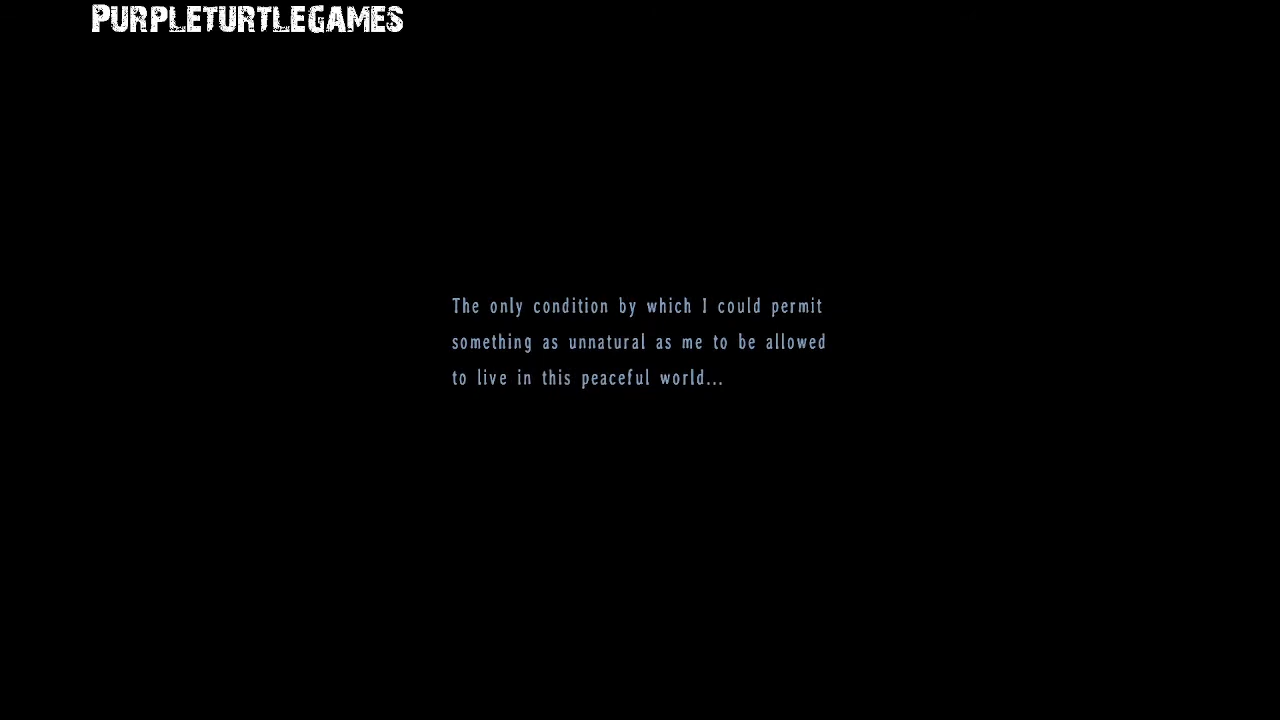 PURPLETURTLEGAMES
The only condition by which I could permit
something as unnatural as me to be allowed
to live in this peaceful world...